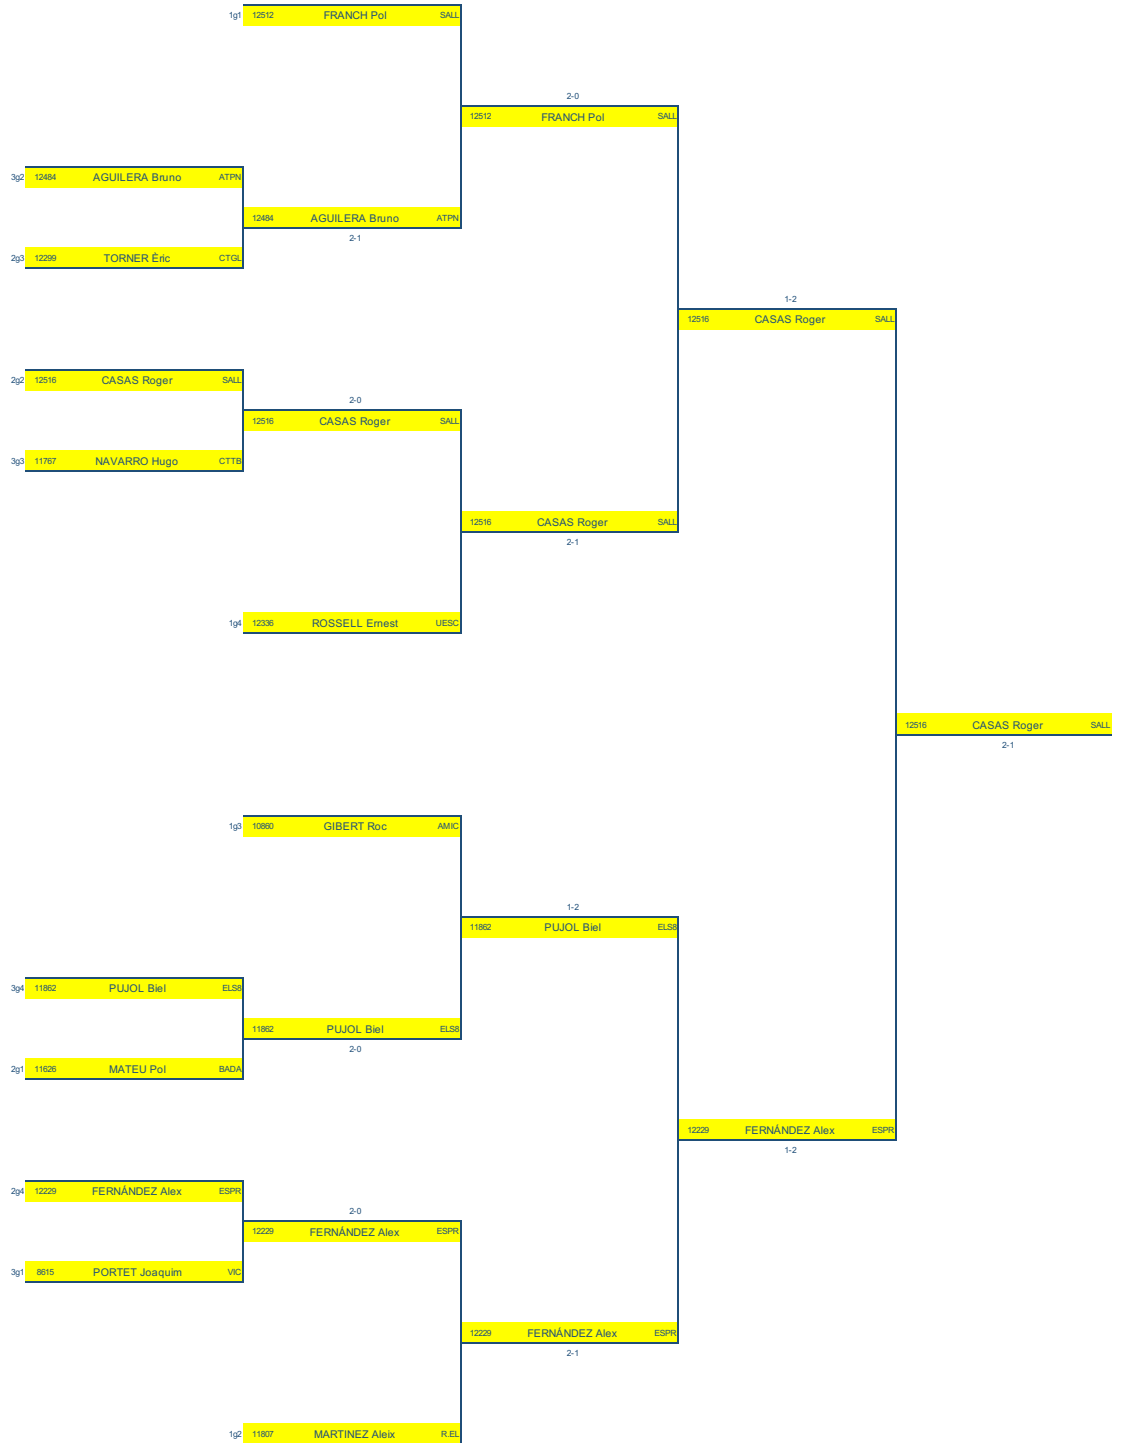 1g1 12512 FRANCH Pol SALL
2-0
12512 FRANCH Pol SALL
3g2 12484 AGUILERA Bruno ATPN
12484 AGUILERA Bruno ATPN
2-1
2g3 12299 TORNER Èric CTGL
1-2
12516 CASAS Roger SALL
2g2 12516 CASAS Roger SALL
2-0
12516 CASAS Roger SALL
3g3 11767 NAVARRO Hugo CTTB
12516 CASAS Roger SALL
2-1
1g4 12336 ROSSELL Ernest UESC
12516 CASAS Roger SALL
2-1
1g3 10860 GIBERT Roc AMIC
1-2
11862 PUJOL Biel ELS8
3g4 11862 PUJOL Biel ELS8
11862 PUJOL Biel ELS8
2-0
2g1 11626 MATEU Pol BADA
12229 FERNÁNDEZ Alex ESPR
1-2
2g4 12229 FERNÁNDEZ Alex ESPR
2-0
12229 FERNÁNDEZ Alex ESPR
3g1 8615 PORTET Joaquim VIC
12229 FERNÁNDEZ Alex ESPR
2-1
1g2 11807 MARTINEZ Aleix R.EL